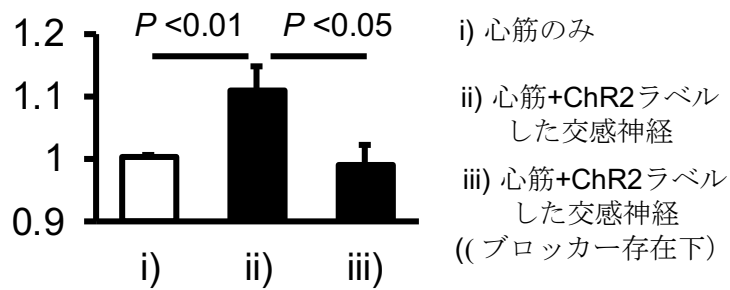 1.2
1.1
1
0.9
P <0.01
P <0.05
i)
ii)
iii)
i) 心筋のみ
ii) 心筋+ChR2ラベル
した交感神経
iii) 心筋+ChR2ラベル
した交感神経
(( ブロッカー存在下）